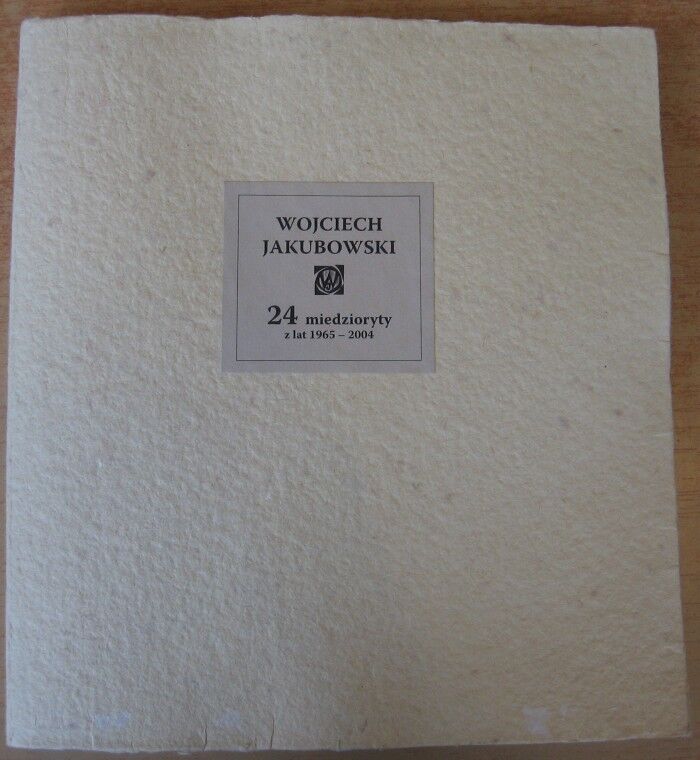 WOJCIECH
JAKUBOWSKI
24 miedzioryty
z lat 1965 – 2004